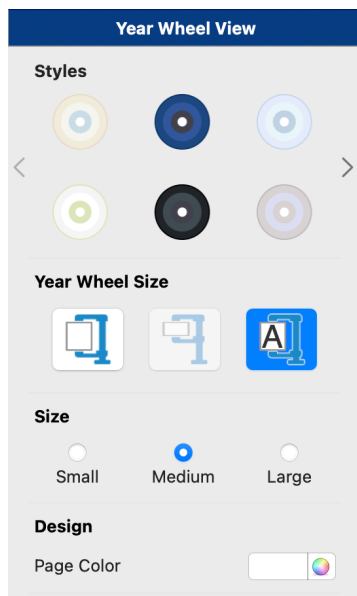 Year Wheel View
Styles
Year Wheel Size
A
Size
Small Medium Large
Design
Page Color